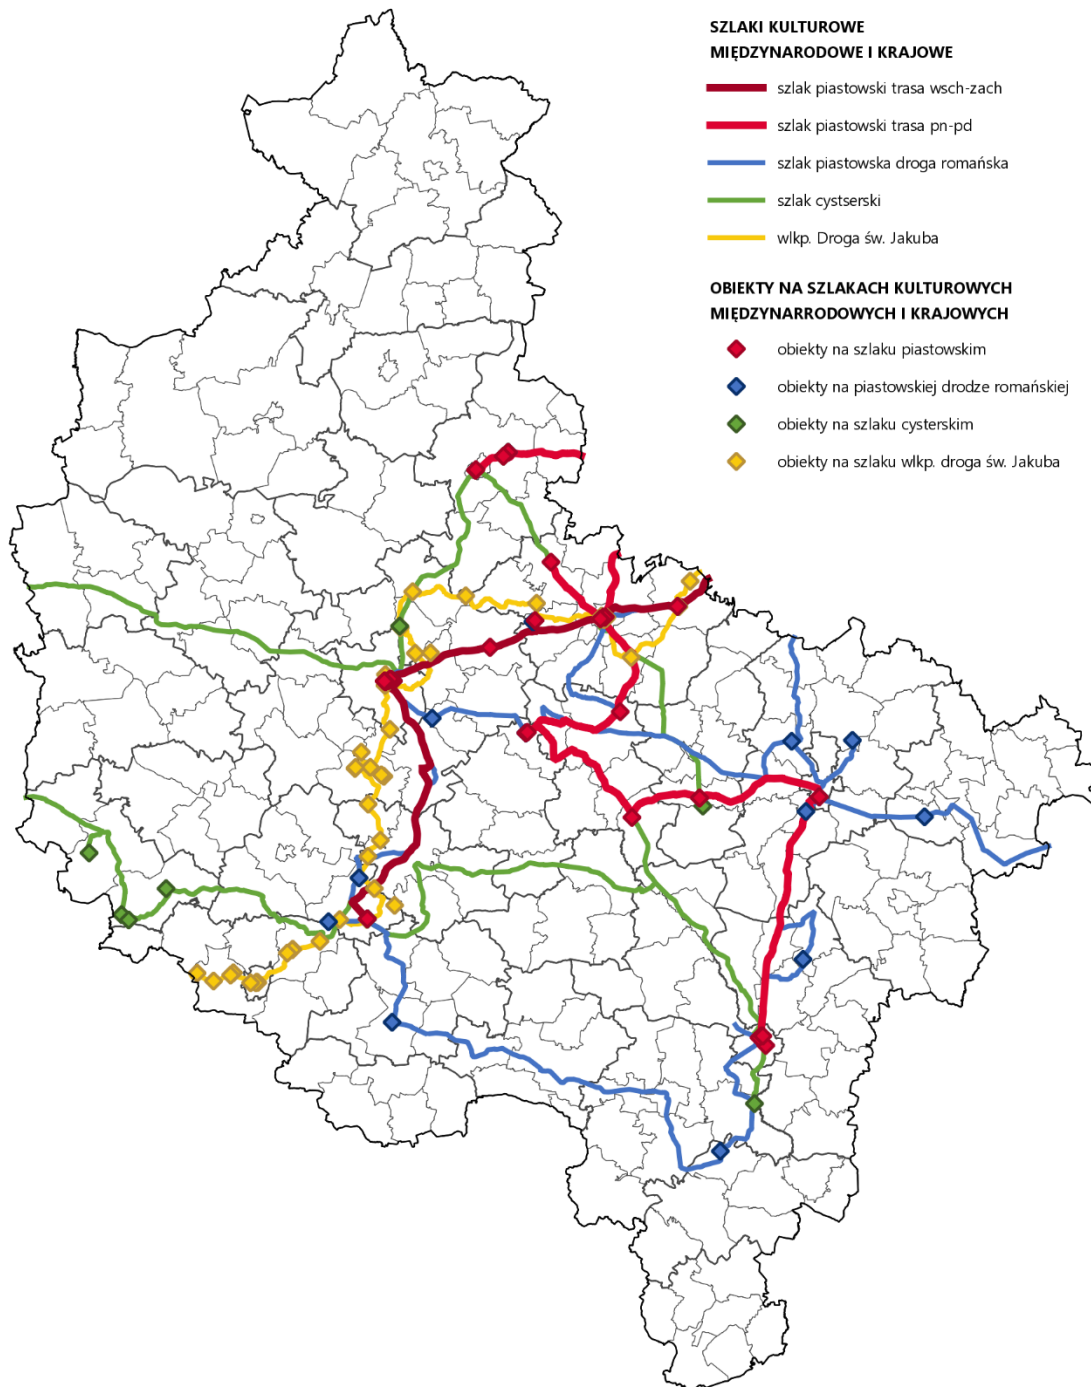 SZLAKI KULTUROWE
MIĘDZYNARODOWE I KRAJOWE
szlak piastowski trasa wsch-zach
szlak piastowski trasa pn-pd
szlak piastowska droga romańska
szlak cystserski
wlkp. Droga św. Jakuba
OBIEKTY NA SZLAKACH KULTUROWYCH
MIĘDZYNARRODOWYCH I KRAJOWYCH
obiekty na szlaku piastowskim
obiekty na piastowskiej drodze romańskiej
obiekty na szlaku cysterskim
obiekty na szlaku wlkp. droga św. Jakuba